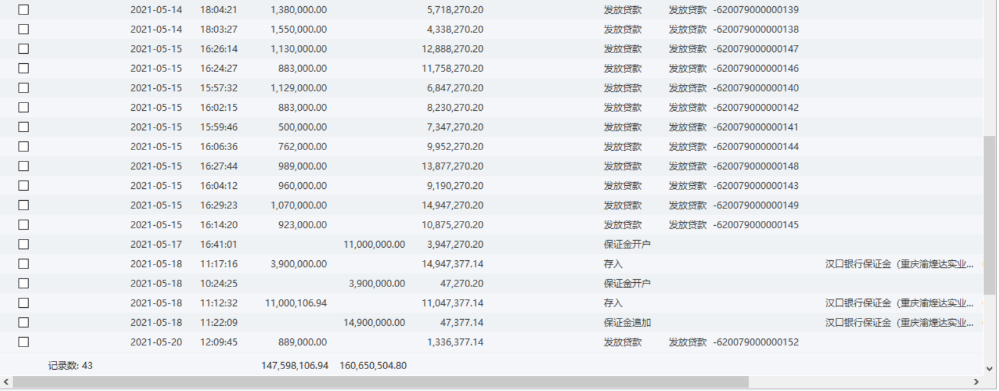 2021-05-14 18:04:21 1,380,000.00 5,718,270.20 发放贷款 发放贷款 -620079000000139
2021-05-14 18:03:27 1,550,000.00 4,338,270.20 发放贷款 发放贷款 -620079000000138
2021-05-15 16:26:14 1,130,000.00 12,888,270.20 发放贷款 发放贷款 -620079000000147
2021-05-15 16:24:27 883,000.00 11,758,270.20 发放贷款 发放贷款 -620079000000146
2021-05-15 15:57:32 1,129,000.00 6,847,270.20 发放贷款 发放贷款 -620079000000140
2021-05-15 16:02:15 883,000.00 8,230,270.20 发放贷款 发放贷款 -620079000000142
2021-05-15 15:59:46 500,000.00 7,347,270.20 发放贷款 发放贷款 -620079000000141
2021-05-15 16:06:36 762,000.00 9,952,270.20 发放贷款 发放贷款 -620079000000144
2021-05-15 16:27:44 989,000.00 13,877,270.20 发放贷款 发放贷款 -620079000000148
2021-05-15 16:04:12 960,000.00 9,190,270.20 发放贷款 发放贷款 -620079000000143
2021-05-15 16:29:23 1,070,000.00 14,947,270.20 发放贷款 发放贷款 -620079000000149
2021-05-15 16:14:20 923,000.00 10,875,270.20 发放贷款 发放贷款 -620079000000145
2021-05-17 16:41:01 11,000,000.00 3,947,270.20 保证金开户
2021-05-18 11:17:16 3,900,000.00 14,947,377.14 存入 汉口银行保证金（重庆渝煌达实业...
2021-05-18 10:24:25 3,900,000.00 47,270.20 保证金开户
2021-05-18 11:12:32 11,000,106.94 11,047,377.14 存入 汉口银行保证金（重庆渝煌达实业...
2021-05-18 11:22:09 14,900,000.00 47,377.14 保证金追加 汉口银行保证金（重庆渝煌达实业...
2021-05-20 12:09:45 889,000.00 1,336,377.14 发放贷款 发放贷款 -620079000000152
记录数: 43 147,598,106.94 160,650,504.80